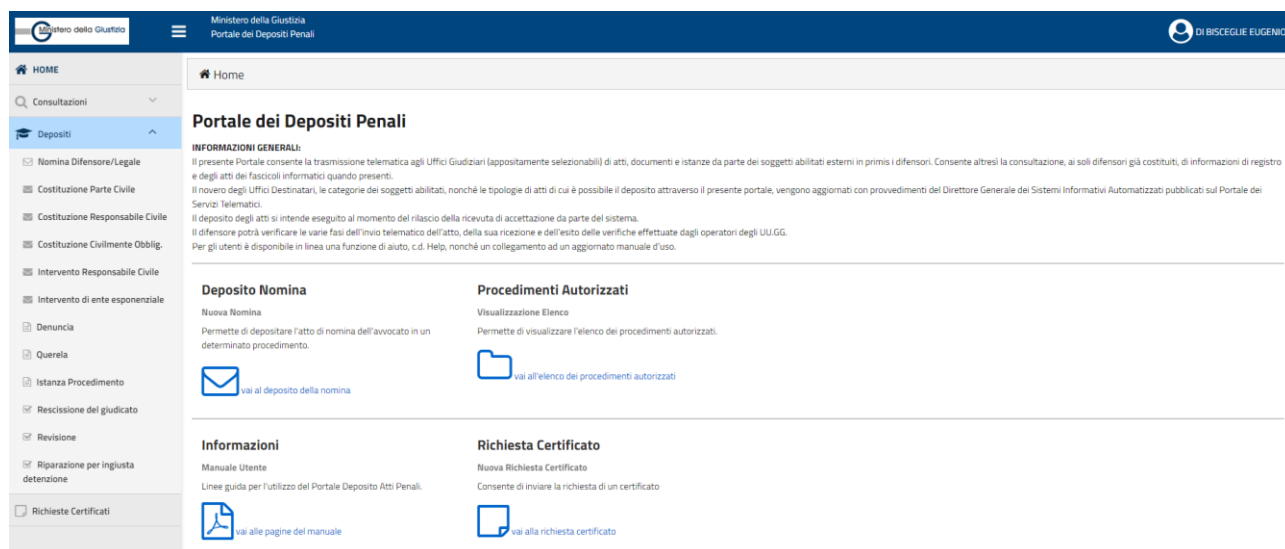 Ministero della Giustizia
Ministero della Giustizia
Portale dei Depositi Penali
DI BISCEGLIE EUGENIO
HOME
Consultazioni
Depositi
Nomina Difensore/Legale
Costituzione Parte Civile
Costituzione Responsabile Civile
Costituzione Civilmente Obblig.
Intervento Responsabile Civile
Intervento di ente esponenziale
Denuncia
Querela
Istanza Procedimento
Rescissione del giudicato
Revisione
Riparazione per ingiusta
detenzione
Richieste Certificati
Home
Portale dei Depositi Penali
INFORMAZIONI GENERALI:
Il presente Portale consente la trasmissione telematica agli Uffici Giudiziari (appositamente selezionabili) di atti, documenti e istanze da parte dei soggetti abilitati esterni in primis i difensori. Consente altresì la consultazione, ai soli difensori già costituiti, di informazioni di registro
e degli atti dei fascicoli informatici quando presenti.
Il novero degli Uffici Destinatari, le categorie dei soggetti abilitati, nonchè le tipologie di atti di cui è possibile il deposito attraverso il presente portale, vengono aggiornati con provvedimenti del Direttore Generale dei Sistemi Informativi Automatizzati pubblicati sul Portale dei
Servizi Telematici.
Il deposito degli atti si intende eseguito al momento del rilascio della ricevuta di accettazione da parte del sistema.
Il difensore potrà verificare le varie fasi dell'invio telematico dell'atto, della sua ricezione e dell'esito delle verifiche effettuate dagli operatori degli UU.GG.
Per gli utenti è disponibile in linea una funzione di aiuto, c.d. Help, nonchè un collegamento ad un aggiornato manuale d'uso.
Deposito Nomina
Nuova Nomina
Permette di depositare l'atto di nomina dell'avvocato in un
determinato procedimento.
vai al deposito della nomina
Procedimenti Autorizzati
Visualizzazione Elenco
Permette di visualizzare l'elenco dei procedimenti autorizzati.
vai all'elenco dei procedimenti autorizzati
Informazioni
Manuale Utente
Linee guida per l'utilizzo del Portale Deposito Atti Penali.
vai alle pagine del manuale
Richiesta Certificato
Nuova Richiesta Certificato
Consente di inviare la richiesta di un certificato
vai alla richiesta certificato